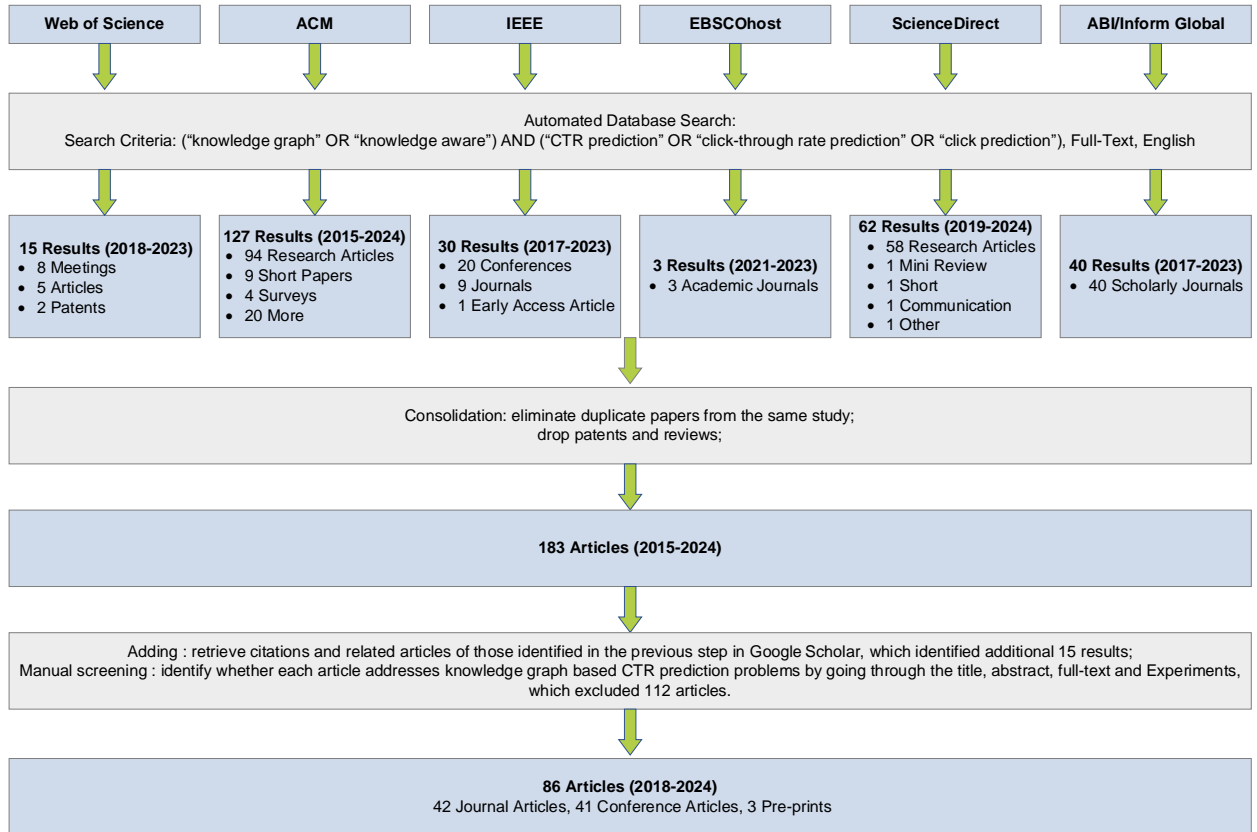 Web of Science
ACM
IEEE
EBSCOhost
ScienceDirect
ABI/Inform Global
Automated Database Search:
Search Criteria: (“knowledge graph” OR “knowledge aware”) AND (“CTR prediction” OR “click-through rate prediction” OR “click prediction”), Full-Text, English
15 Results (2018-2023)
• 8 Meetings
• 5 Articles
• 2 Patents
127 Results (2015-2024)
• 94 Research Articles
• 9 Short Papers
• 4 Surveys
• 20 More
30 Results (2017-2023)
• 20 Conferences
• 9 Journals
• 1 Early Access Article
3 Results (2021-2023)
• 3 Academic Journals
62 Results (2019-2024)
• 58 Research Articles
• 1 Mini Review
• 1 Short
• 1 Communication
• 1 Other
40 Results (2017-2023)
• 40 Scholarly Journals
Consolidation: eliminate duplicate papers from the same study;
drop patents and reviews;
183 Articles (2015-2024)
Adding : retrieve citations and related articles of those identified in the previous step in Google Scholar, which identified additional 15 results;
Manual screening : identify whether each article addresses knowledge graph based CTR prediction problems by going through the title, abstract, full-text and Experiments,
which excluded 112 articles.
86 Articles (2018-2024)
42 Journal Articles, 41 Conference Articles, 3 Pre-prints